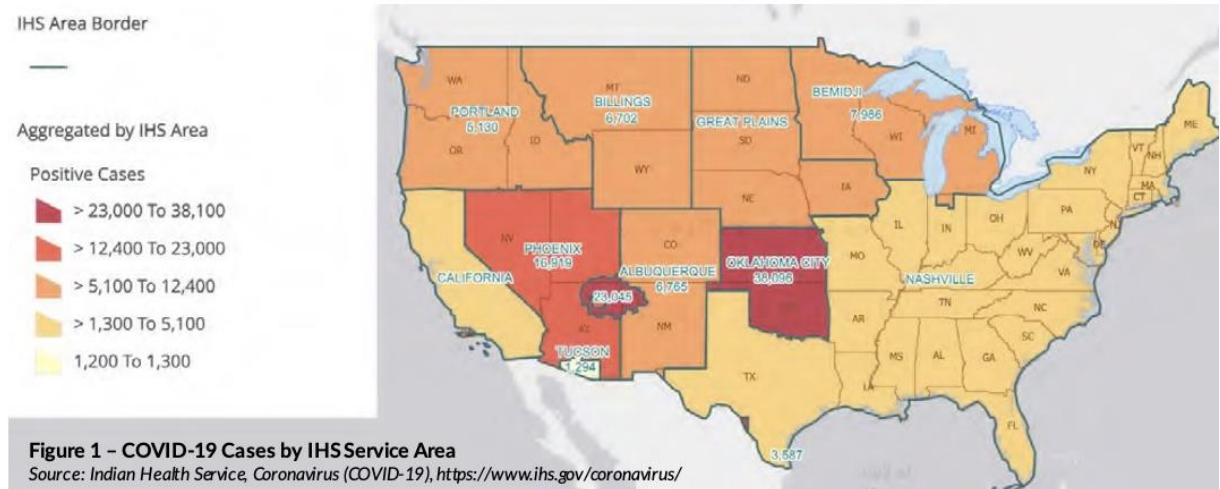 IHS Area Border
Aggregated by IHS Area
Positive Cases
> 23,000 To 38,100
> 12,400 To 23,000
> 5,100 To 12,400
> 1,300 To 5,100
1,200 To 1,300
WA
PORTLAND
5,130
OR
ID
MT
BILLINGS
6,702
WY
ND
GREAT PLAINS
SD
NE
BEMIDJI
7,986
WI
MI
IA
ME
VT
NH
NY
MA
CT
PA
NJ
DE
CALIFORNIA
NV
PHOENIX
16,919
23,045
AZ
TUCSON
1,294
CO
ALBUQUERQUE
6,765
NM
OKLAHOMA CITY
38,096
TX
3,587
IL
IN
OH
MO
WV
VA
NASHVILLE
TN
NC
AR
SC
MS
AL
GA
LA
FL
Figure 1 – COVID-19 Cases by IHS Service Area
Source: Indian Health Service, Coronavirus (COVID-19), https://www.ihs.gov/coronavirus/